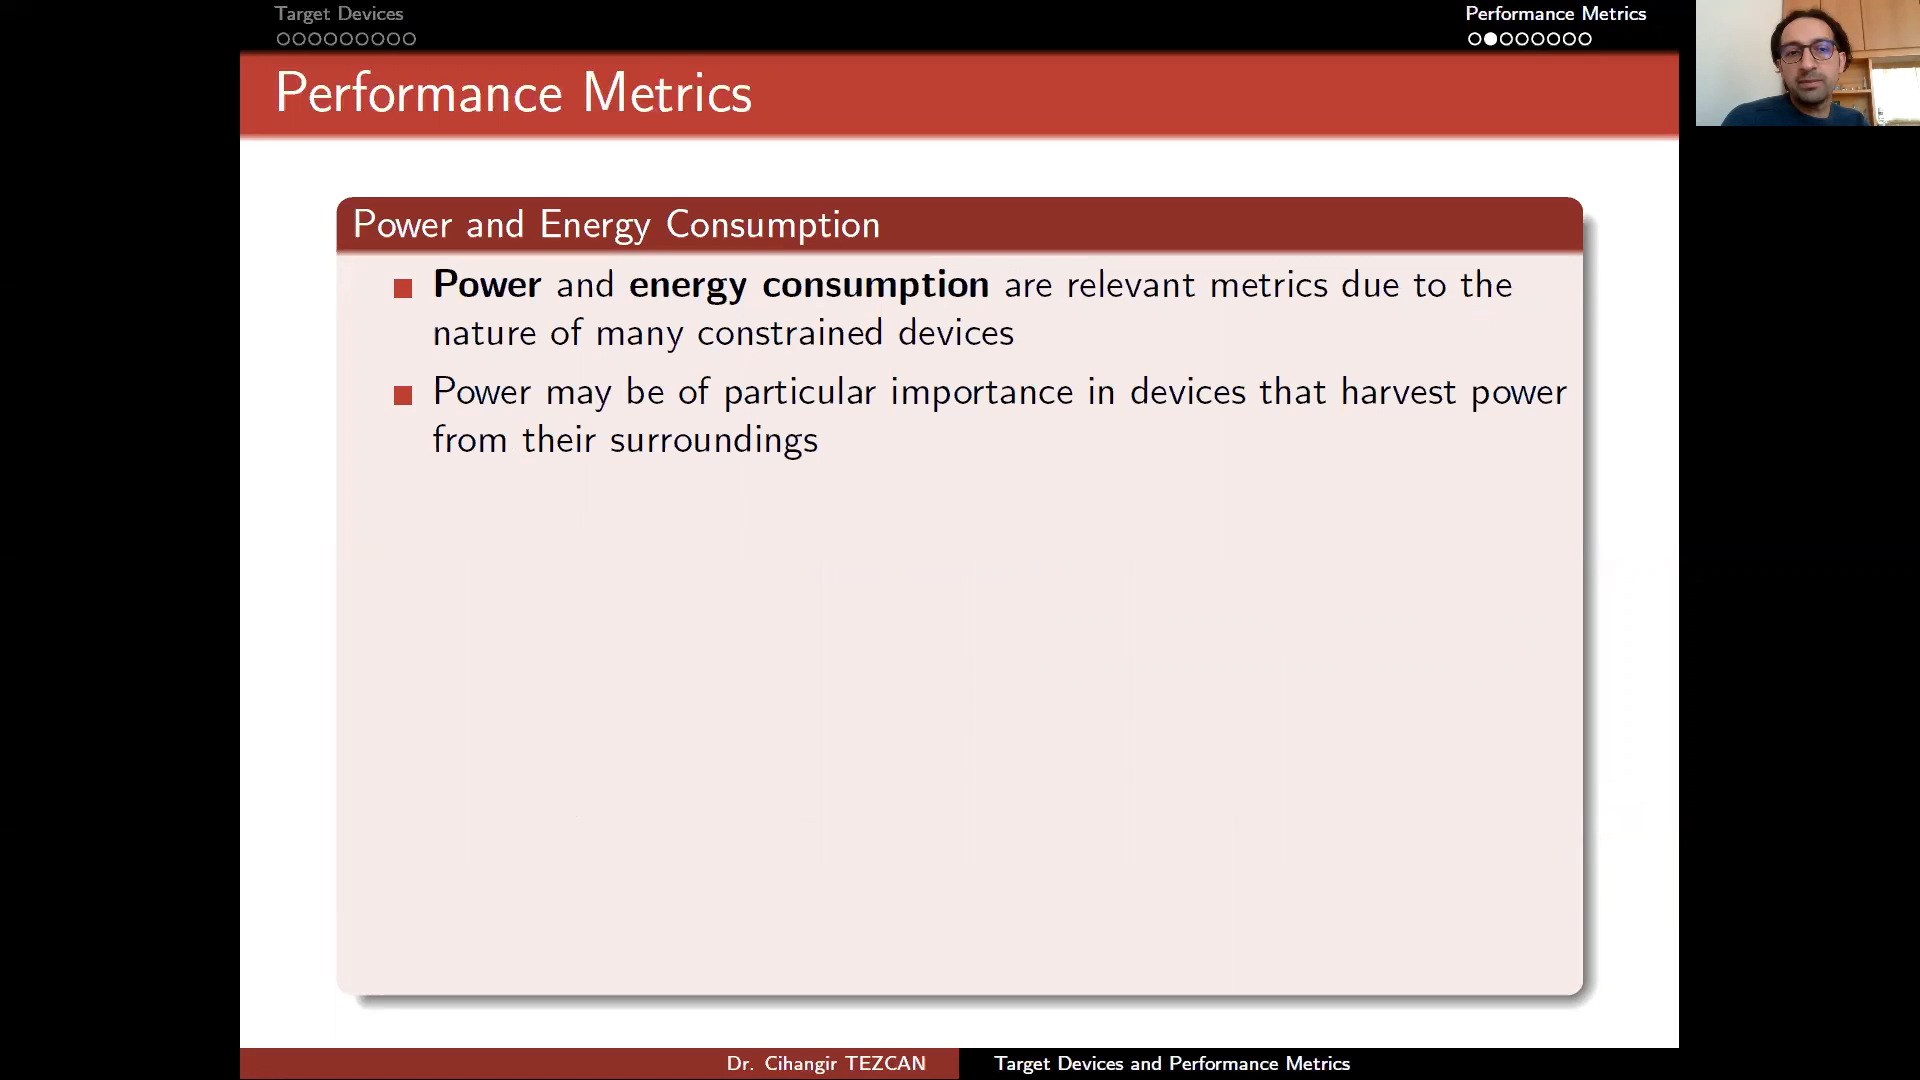 Target Devices
Performance Metrics
Performance Metrics
Power and Energy Consumption
Power and energy consumption are relevant metrics due to the
nature of many constrained devices
Power may be of particular importance in devices that harvest power
from their surroundings
Dr. Cihangir TEZCAN
Target Devices and Performance Metrics